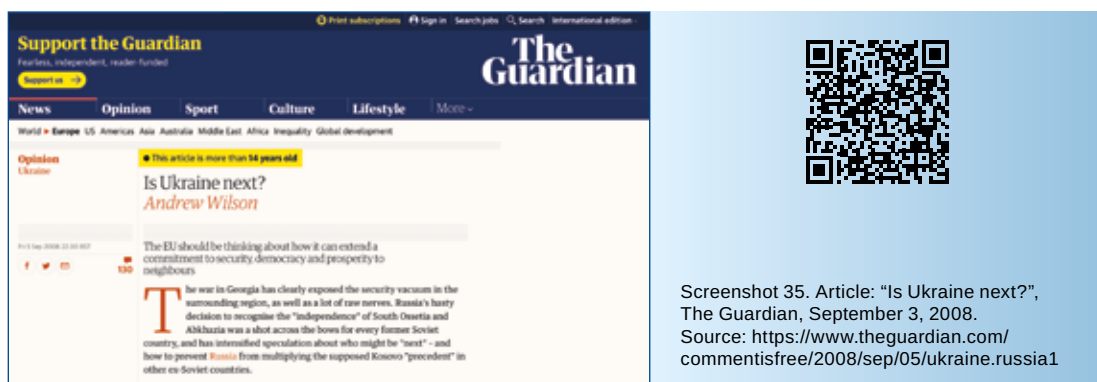 Print subscriptions Sign in Search jobs Search International edition
Support the Guardian
Fearless, independent, reader-funded
Support us →
The Guardian
News Opinion Sport Culture Lifestyle More
World ▸ Europe US Americas Asia Australia Middle East Africa Inequality Global development
Opinion
Ukraine
● This article is more than 14 years old
Is Ukraine next?
Andrew Wilson
Fri 5 Sep 2008 22.00 BST
130
The EU should be thinking about how it can extend a
commitment to security, democracy and prosperity to
neighbours
The war in Georgia has clearly exposed the security vacuum in the
surrounding region, as well as a lot of raw nerves. Russia's hasty
decision to recognise the "independence" of South Ossetia and
Abkhazia was a shot across the bows for every former Soviet
country, and has intensified speculation about who might be "next" - and
how to prevent Russia from multiplying the supposed Kosovo "precedent" in
other ex-Soviet countries.
Screenshot 35. Article: “Is Ukraine next?”,
The Guardian, September 3, 2008.
Source: https://www.theguardian.com/
commentisfree/2008/sep/05/ukraine.russia1